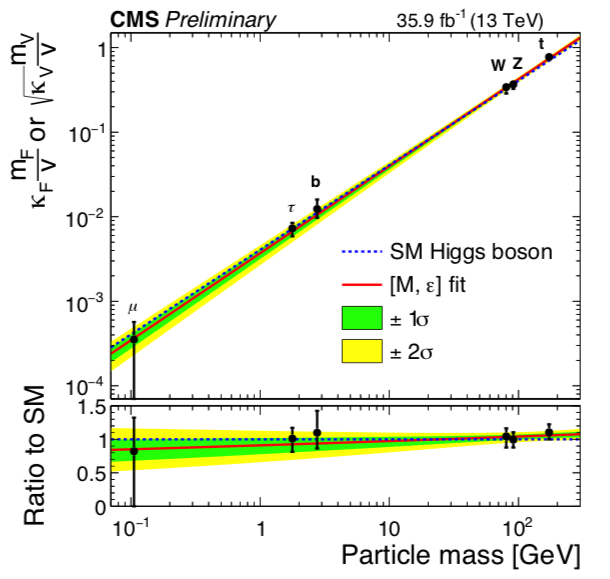 CMS Preliminary 35.9 fb⁻¹ (13 TeV)
κ_F m_F/v or √κ_V m_V/v
1
10⁻¹
10⁻²
10⁻³
10⁻⁴
W Z t
b
τ
μ
SM Higgs boson
[M, ε] fit
± 1σ
± 2σ
Ratio to SM
1.5
1
0.5
0
10⁻¹ 1 10 10²
Particle mass [GeV]